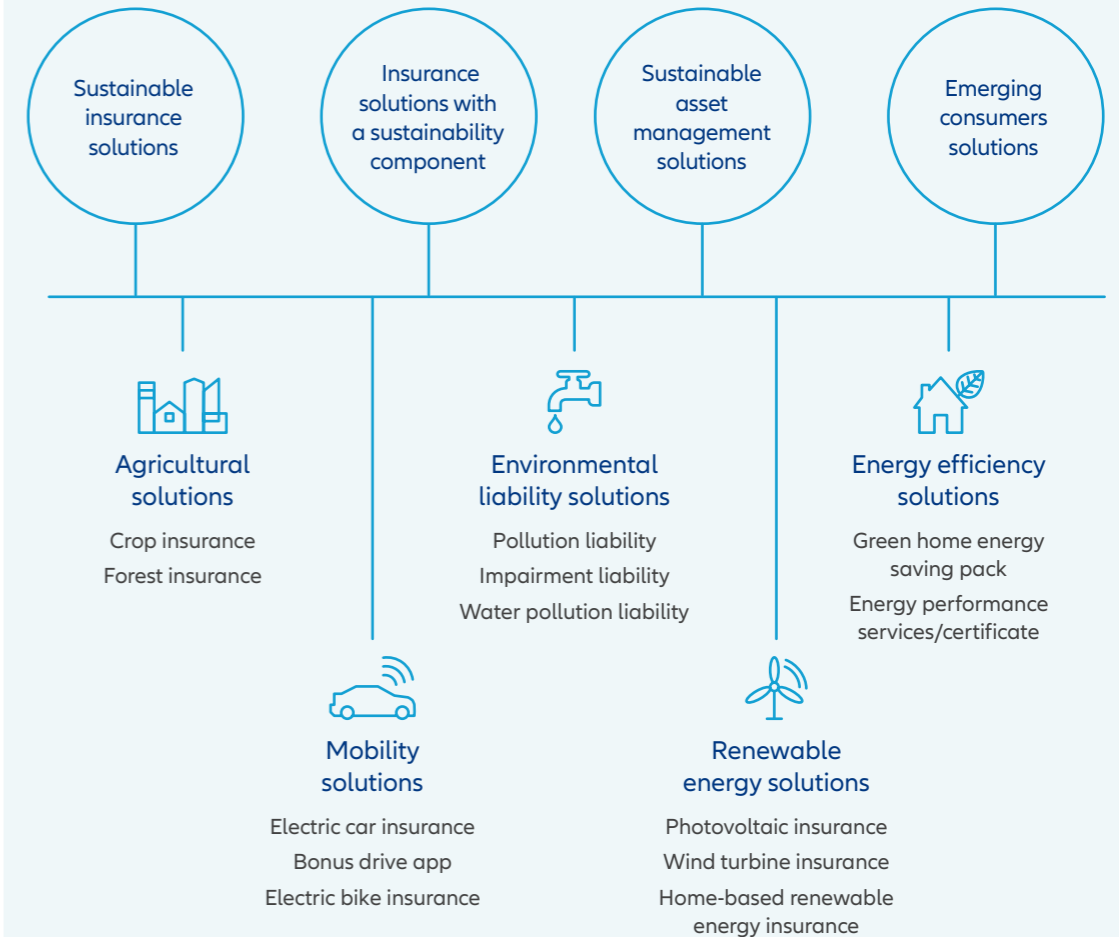 Sustainable
insurance
solutions
Insurance
solutions with
a sustainability
component
Sustainable
asset
management
solutions
Emerging
consumers
solutions
Agricultural
solutions
Crop insurance
Forest insurance
Environmental
liability solutions
Pollution liability
Impairment liability
Water pollution liability
Energy efficiency
solutions
Green home energy
saving pack
Energy performance
services/certificate
Mobility
solutions
Electric car insurance
Bonus drive app
Electric bike insurance
Renewable
energy solutions
Photovoltaic insurance
Wind turbine insurance
Home-based renewable
energy insurance